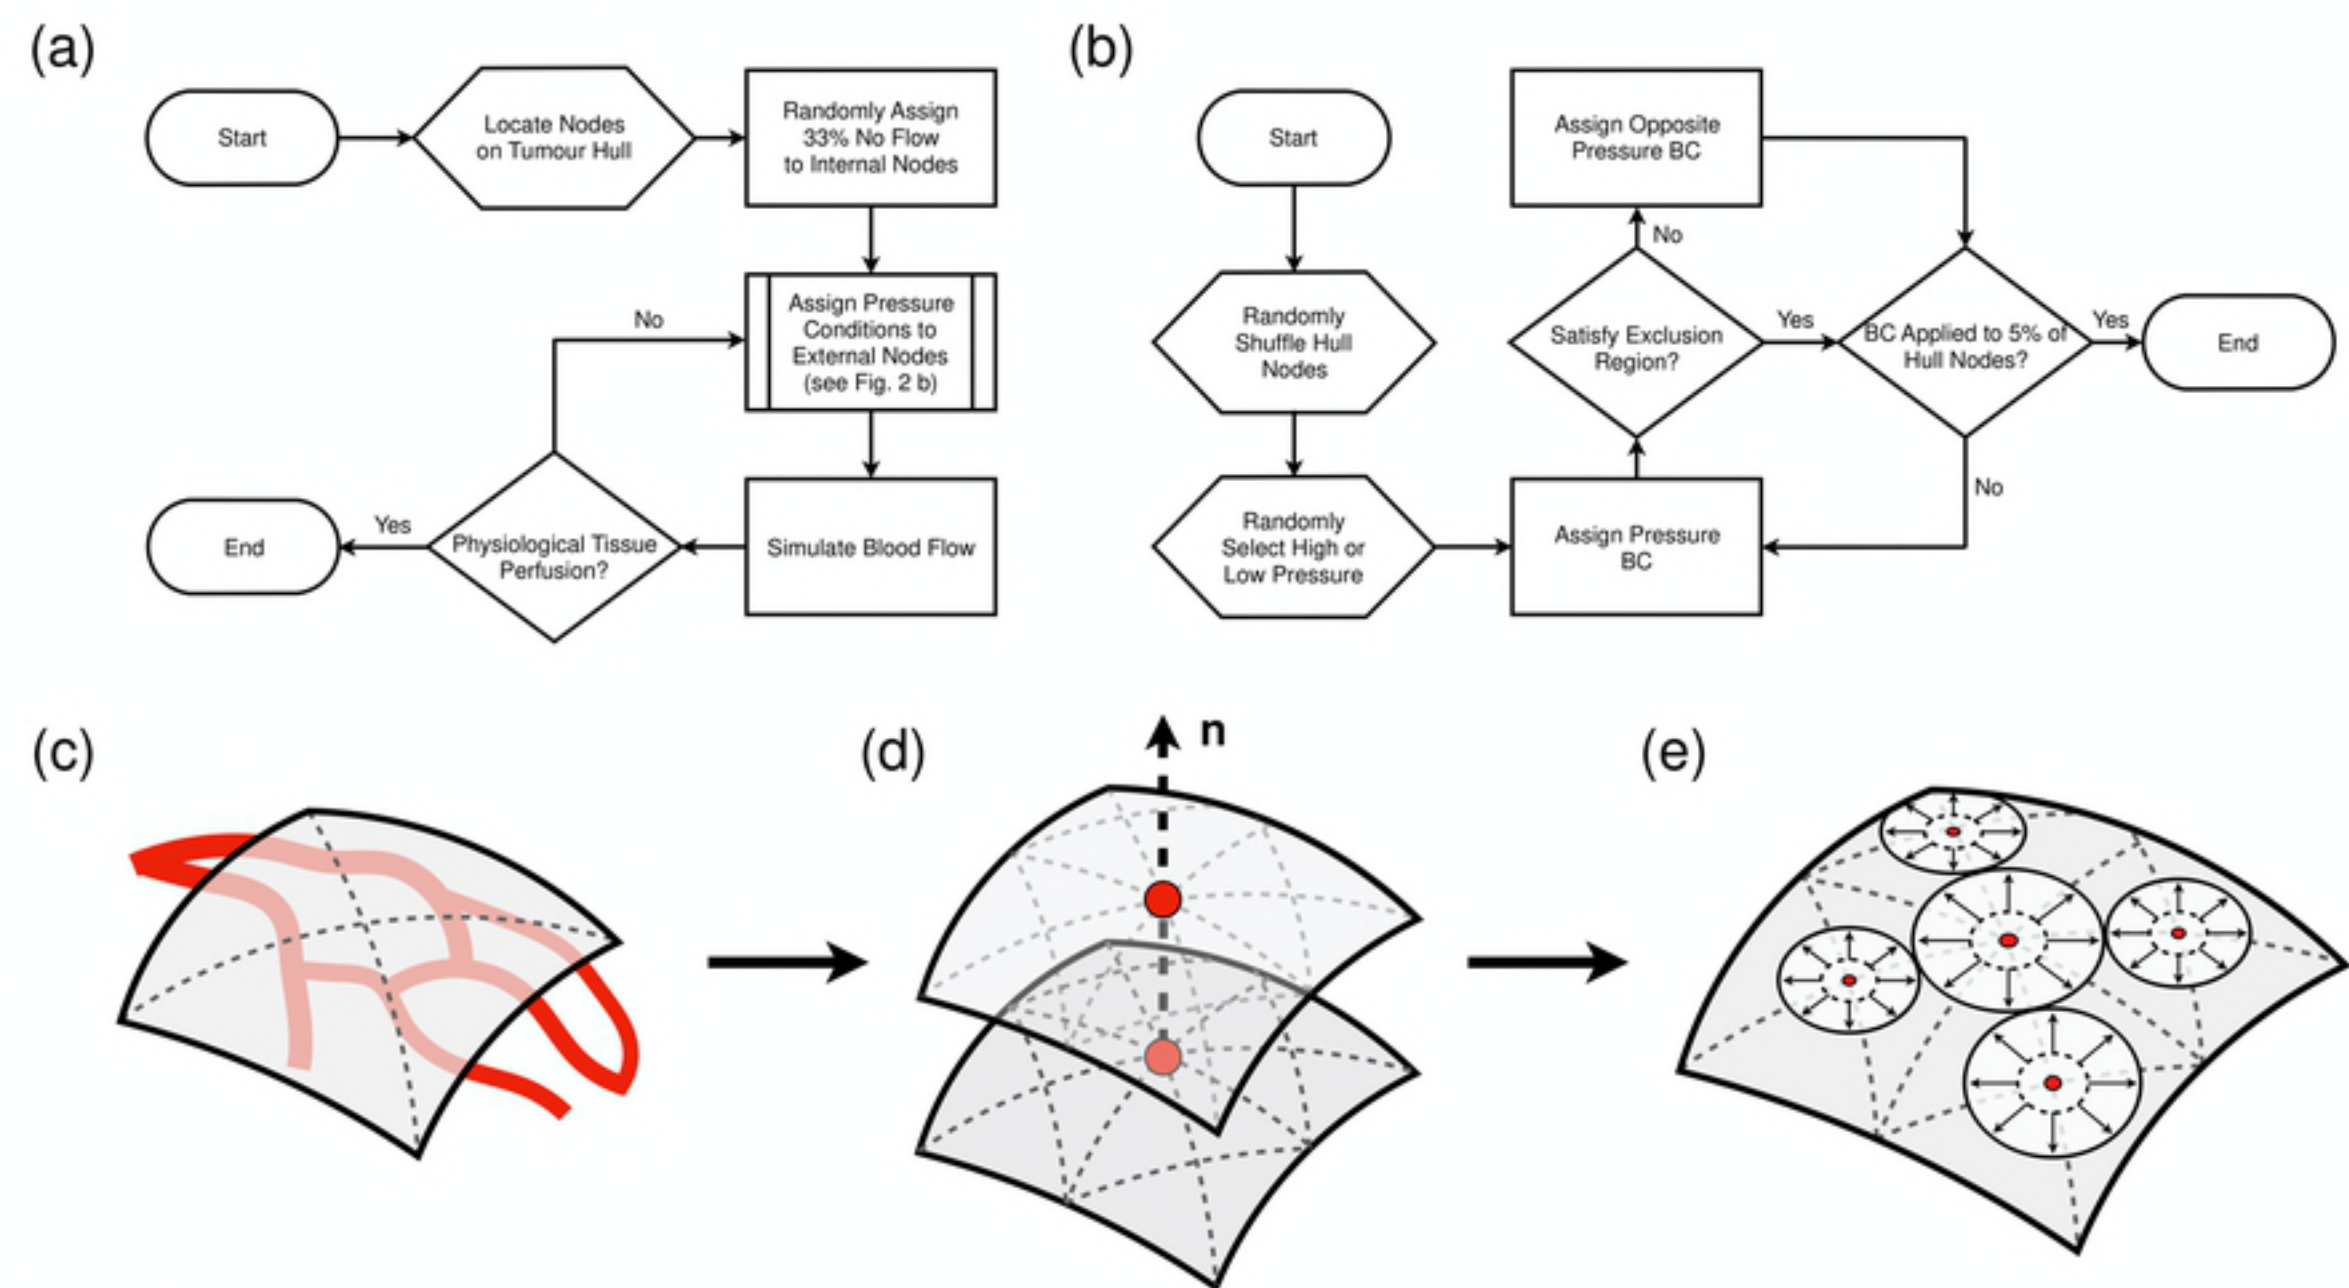 (a)
Start
Locate Nodes
on Tumour Hull
Randomly Assign
33% No Flow
to Internal Nodes
Assign Pressure
Conditions to
External Nodes
(see Fig. 2 b)
No
Simulate Blood Flow
Physiological Tissue
Perfusion?
Yes
End
(b)
Start
Randomly
Shuffle Hull
Nodes
Randomly
Select High or
Low Pressure
Assign Pressure
BC
Satisfy Exclusion
Region?
No
Assign Opposite
Pressure BC
Yes
BC Applied to 5% of
Hull Nodes?
Yes
End
No
(c)
(d)
n
(e)